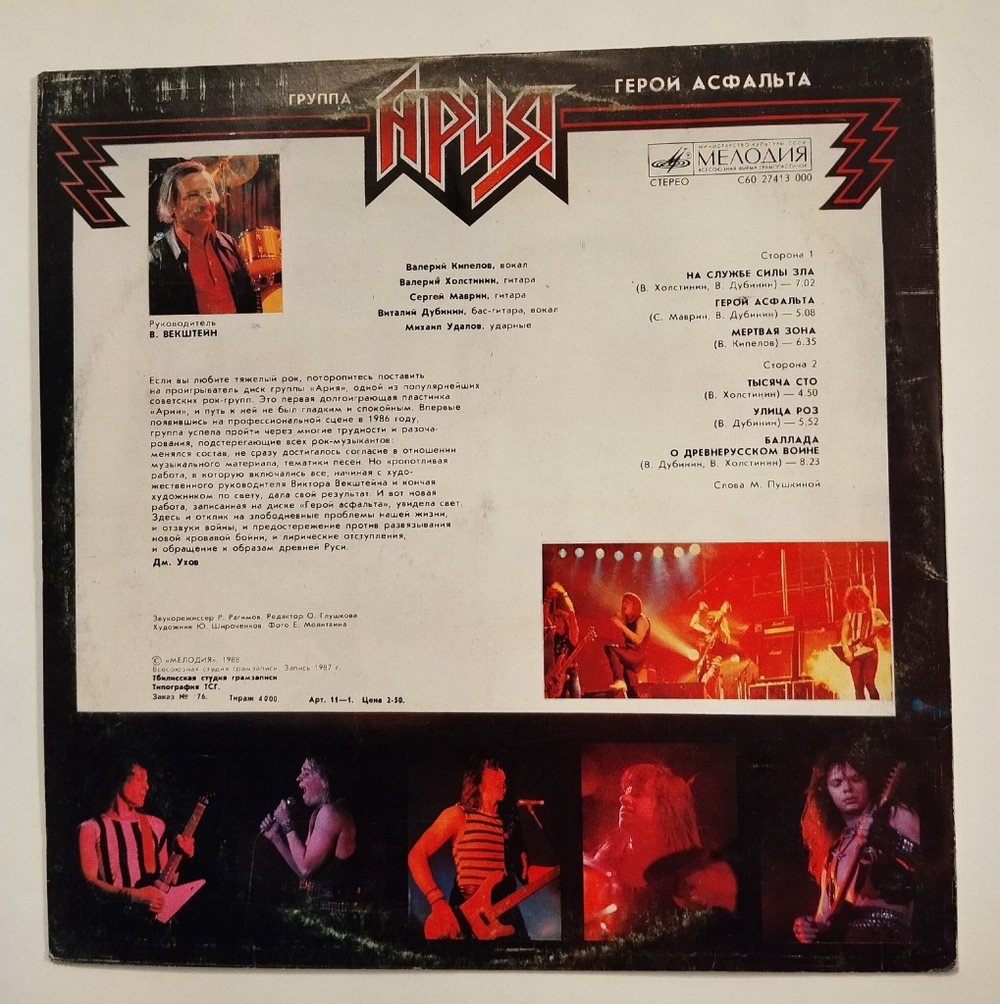 ГРУППА АРИЯ ГЕРОЙ АСФАЛЬТА
МИНИСТЕРСТВО КУЛЬТУРЫ СССР
МЕЛОДИЯ
ВСЕСОЮЗНАЯ ФИРМА ГРАМПЛАСТИНОК
СТЕРЕО С60 27413 000
Руководитель
В. ВЕКШТЕЙН
Валерий Кипелов, вокал
Валерий Холстинин, гитара
Сергей Маврин, гитара
Виталий Дубинин, бас-гитара, вокал
Михаил Удалов, ударные
Сторона 1
НА СЛУЖБЕ СИЛЫ ЗЛА
(В. Холстинин, В. Дубинин) — 7.02
ГЕРОЙ АСФАЛЬТА
(С. Маврин, В. Дубинин) — 5.08
МЕРТВАЯ ЗОНА
(В. Кипелов) — 6.35
Сторона 2
ТЫСЯЧА СТО
(В. Холстинин) — 4.50
УЛИЦА РОЗ
(В. Дубинин) — 5.52
БАЛЛАДА
О ДРЕВНЕРУССКОМ ВОИНЕ
(В. Дубинин, В. Холстинин) — 8.23
Слова М. Пушкиной
Если вы любите тяжелый рок, поторопитесь поставить
на проигрыватель диск группы «Ария», одной из популярнейших
советских рок-групп. Это первая долгоиграющая пластинка
«Арии», и путь к ней не был гладким и спокойным. Впервые
появившись на профессиональной сцене в 1986 году,
группа успела пройти через многие трудности и разоча-
рования, подстерегающие всех рок-музыкантов:
менялся состав, не сразу достигалось согласие в отношении
музыкального материала, тематики песен. Но кропотливая
работа, в которую включались все, начиная с худо-
жественного руководителя Виктора Векштейна и кончая
художником по свету, дала свой результат. И вот новая
работа, записанная на диске «Герой асфальта», увидела свет.
Здесь и отклик на злободневные проблемы нашей жизни,
и отзвуки войны, и предостережение против развязывания
новой кровавой бойни, и лирические отступления,
и обращение к образам древней Руси.
Дм. Ухов
Звукорежиссер Р. Рагимов. Редактор О. Глушкова
Художник Ю. Широченков. Фото Е. Молитвина
© «МЕЛОДИЯ», 1988
Всесоюзная студия грамзаписи. Запись 1987 г.
Тбилисская студия грамзаписи
Типография ТСГ.
Заказ № 76. Тираж 4000. Арт. 11—1. Цена 2-50.